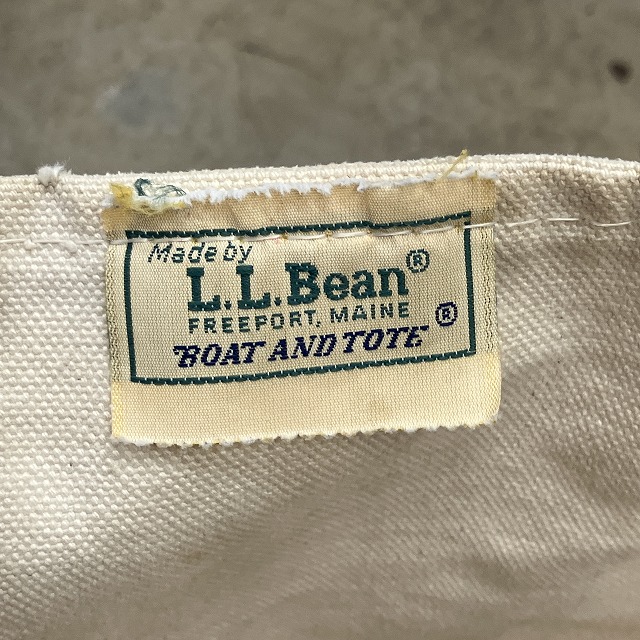 Made by
L.L.Bean®
FREEPORT, MAINE
BOAT AND TOTE ®